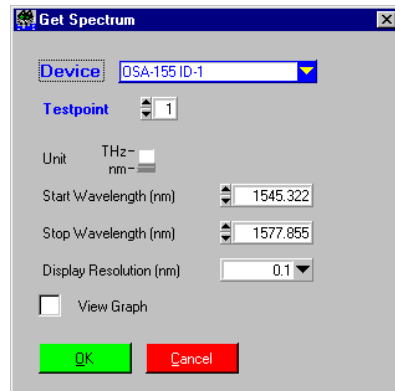 Get Spectrum
Device OSA-155 ID-1
Testpoint 1
Unit THz
nm
Start Wavelength (nm) 1545.322
Stop Wavelength (nm) 1577.855
Display Resolution (nm) 0.1
View Graph
OK Cancel